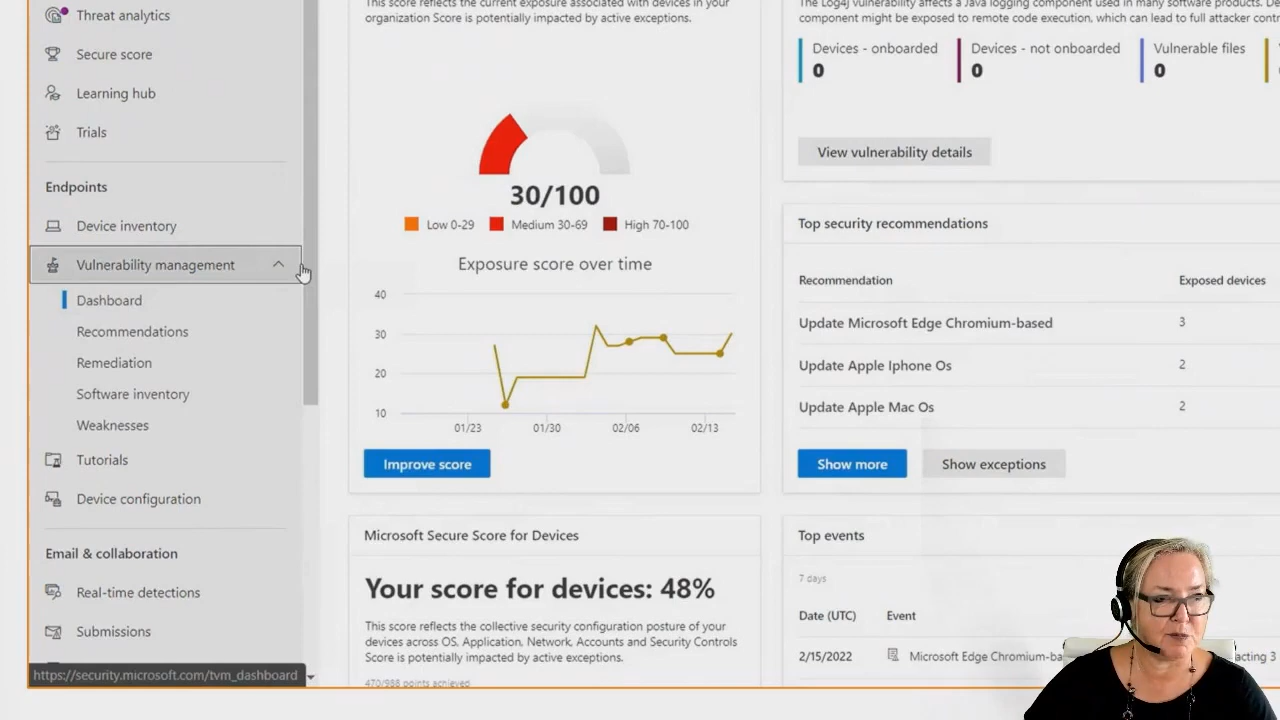 Threat analytics
Secure score
Learning hub
Trials
Endpoints
Device inventory
Vulnerability management
Dashboard
Recommendations
Remediation
Software inventory
Weaknesses
Tutorials
Device configuration
Email & collaboration
Real-time detections
Submissions
https://security.microsoft.com/tvm_dashboard
This score reflects the current exposure associated with devices in your
organization Score is potentially impacted by active exceptions.
30/100
Low 0-29
Medium 30-69
High 70-100
Exposure score over time
40
30
20
10
01/23
01/30
02/06
02/13
Improve score
Microsoft Secure Score for Devices
Your score for devices: 48%
This score reflects the collective security configuration posture of your
devices across OS, Application, Network, Accounts and Security Controls
Score is potentially impacted by active exceptions.
470/988 points achieved
The Log4j vulnerability affects a Java logging component used in many software products.
component might be exposed to remote code execution, which can lead to full attacker
Devices - onboarded
0
Devices - not onboarded
0
Vulnerable files
0
View vulnerability details
Top security recommendations
Recommendation
Exposed devices
Update Microsoft Edge Chromium-based
3
Update Apple Iphone Os
2
Update Apple Mac Os
2
Show more
Show exceptions
Top events
7 days
Date (UTC)
Event
2/15/2022
Microsoft Edge Chromium-ba
acting 3